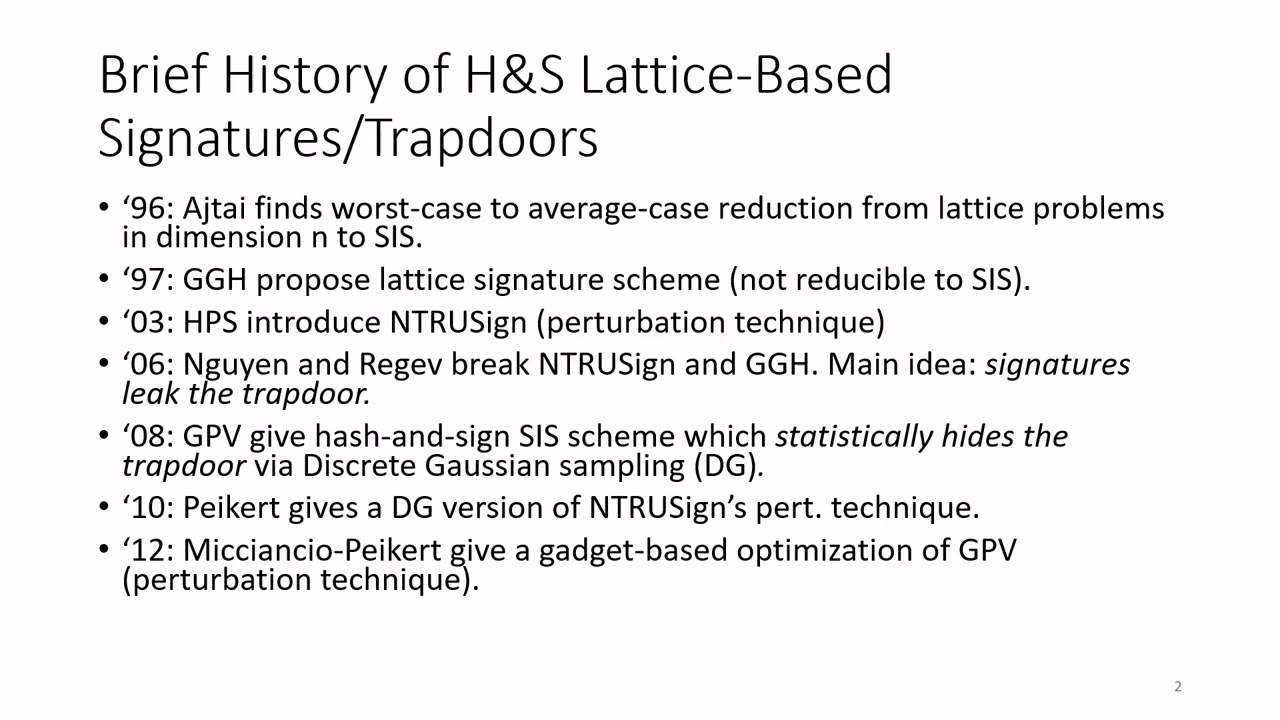 Brief History of H&S Lattice-Based
Signatures/Trapdoors
• ‘96: Ajtai finds worst-case to average-case reduction from lattice problems
in dimension n to SIS.
• ‘97: GGH propose lattice signature scheme (not reducible to SIS).
• ‘03: HPS introduce NTRUSign (perturbation technique)
• ‘06: Nguyen and Regev break NTRUSign and GGH. Main idea: signatures
leak the trapdoor.
• ‘08: GPV give hash-and-sign SIS scheme which statistically hides the
trapdoor via Discrete Gaussian sampling (DG).
• ‘10: Peikert gives a DG version of NTRUSign’s pert. technique.
• ‘12: Micciancio-Peikert give a gadget-based optimization of GPV
(perturbation technique).
2